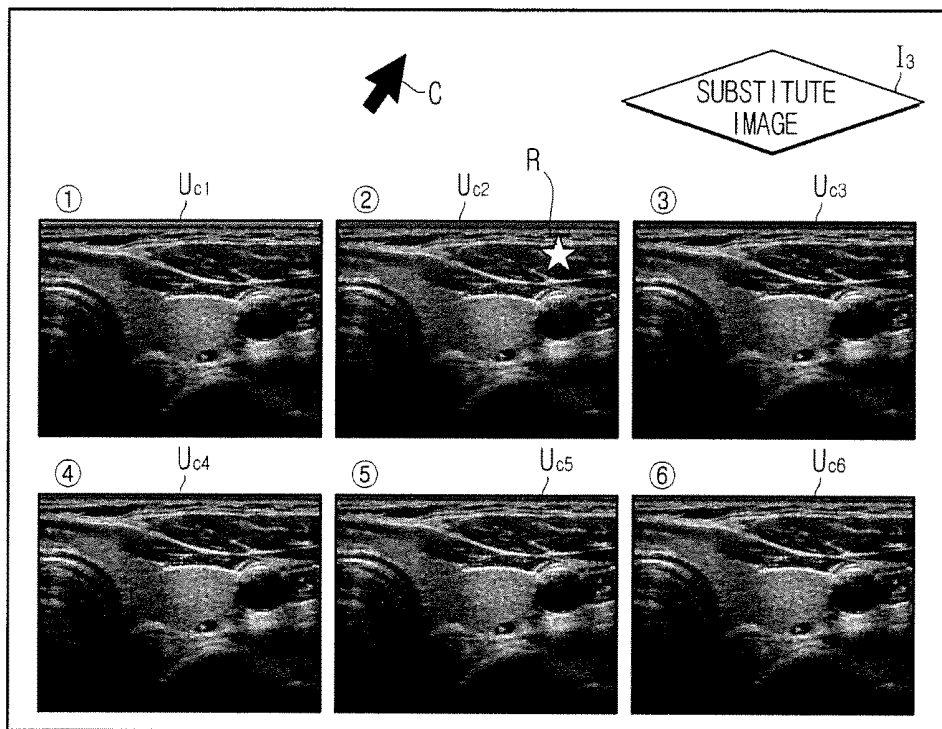 C
I3
SUBSTITUTE
IMAGE
R
① Uc1
② Uc2
③ Uc3
④ Uc4
⑤ Uc5
⑥ Uc6